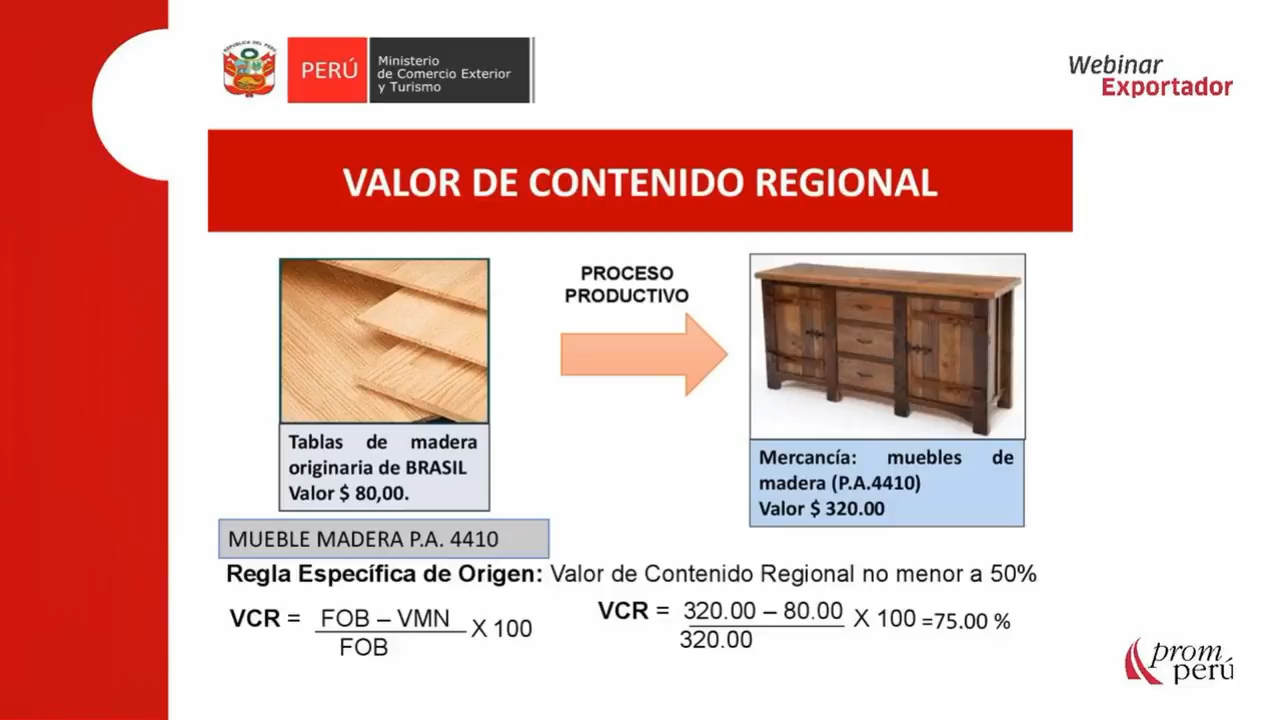 REPUBLICA DEL PERU
PERÚ
Ministerio
de Comercio Exterior
y Turismo
Webinar
Exportador
VALOR DE CONTENIDO REGIONAL
PROCESO
PRODUCTIVO
Tablas de madera
originaria de BRASIL
Valor $ 80,00.
Mercancía: muebles de
madera (P.A.4410)
Valor $ 320.00
MUEBLE MADERA P.A. 4410
Regla Específica de Origen: Valor de Contenido Regional no menor a 50%
VCR = FOB – VMN X 100
FOB
VCR = 320.00 – 80.00 X 100 =75.00 %
320.00
prom
perú